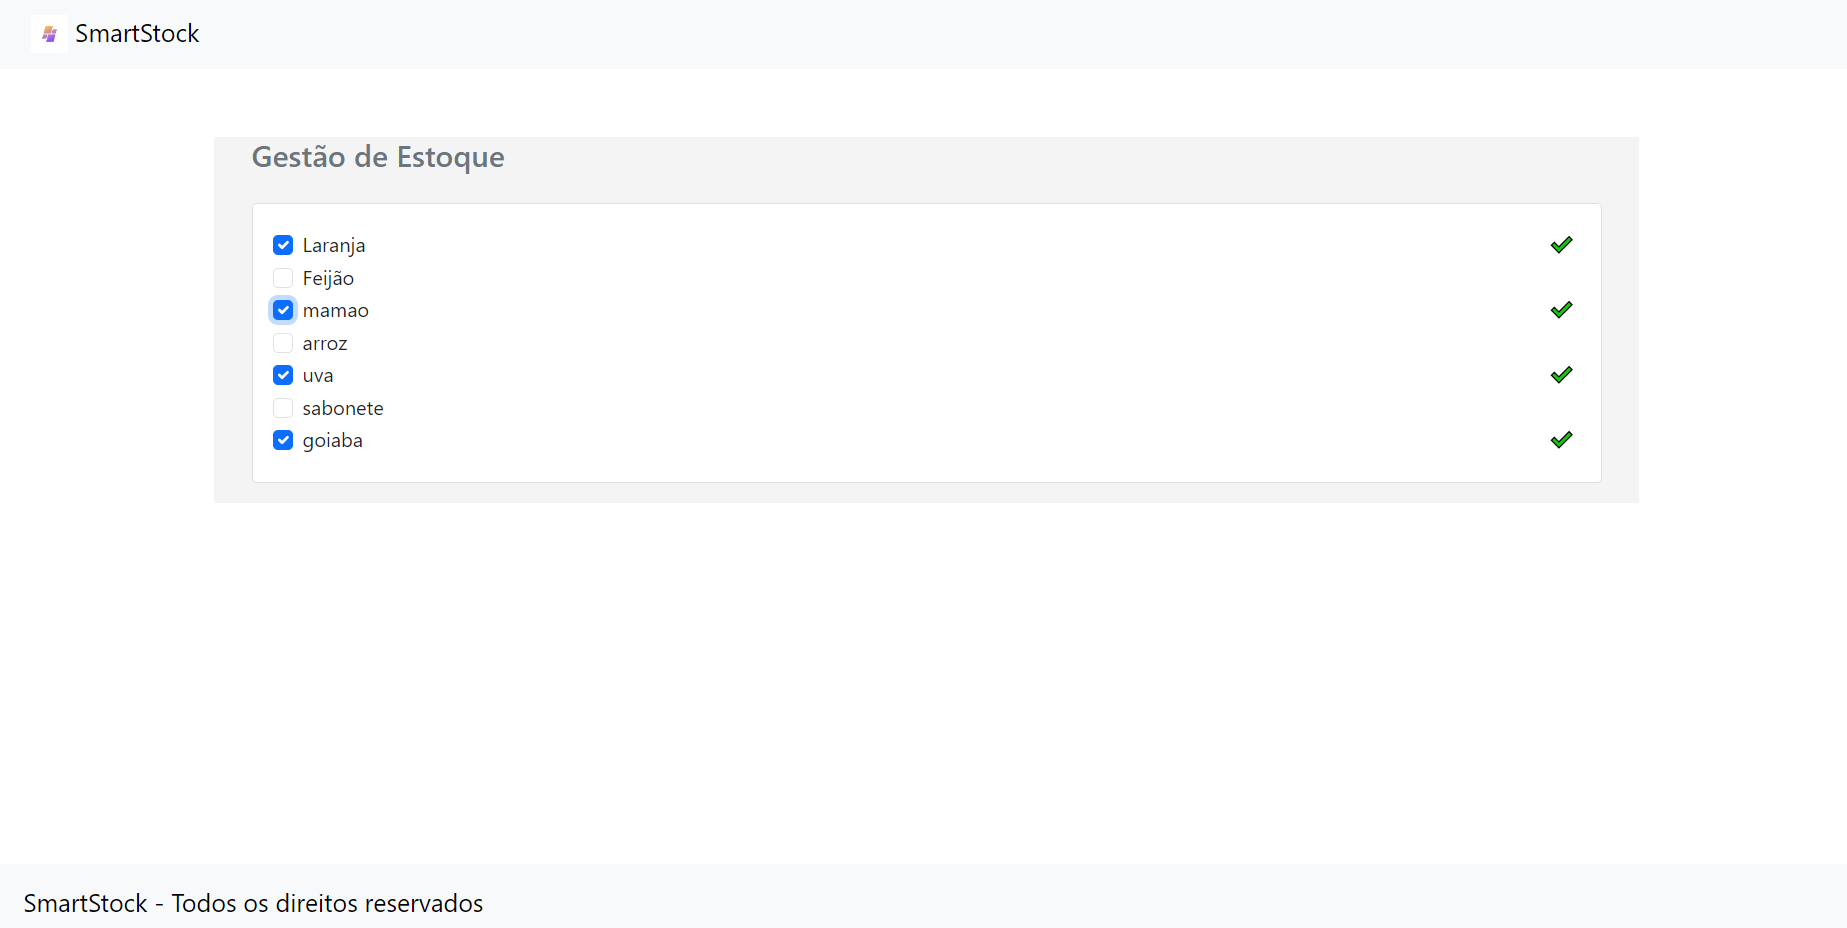 SmartStock
Gestão de Estoque
Laranja
Feijão
mamao
arroz
uva
sabonete
goiaba
SmartStock - Todos os direitos reservados